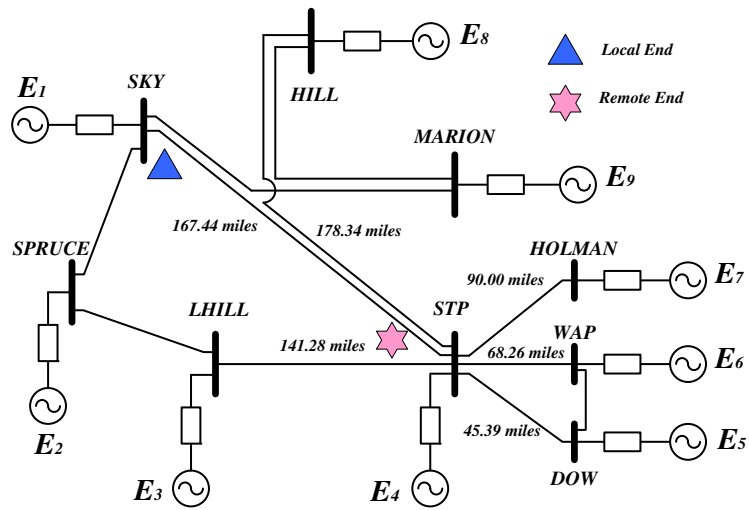 E8
Local End
SKY
E1
HILL
Remote End
MARION
E9
167.44 miles
178.34 miles
SPRUCE
HOLMAN
90.00 miles
E7
LHILL
STP
WAP
141.28 miles
68.26 miles
E6
45.39 miles
E5
E2
DOW
E3
E4